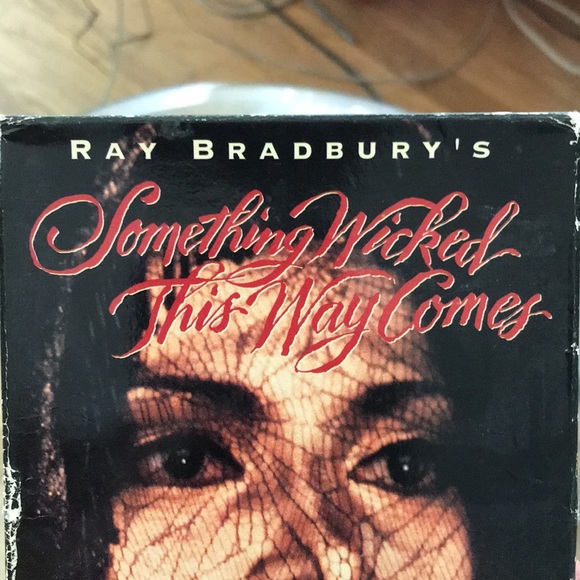 RAY BRADBURY'S
Something Wicked
This Way Comes